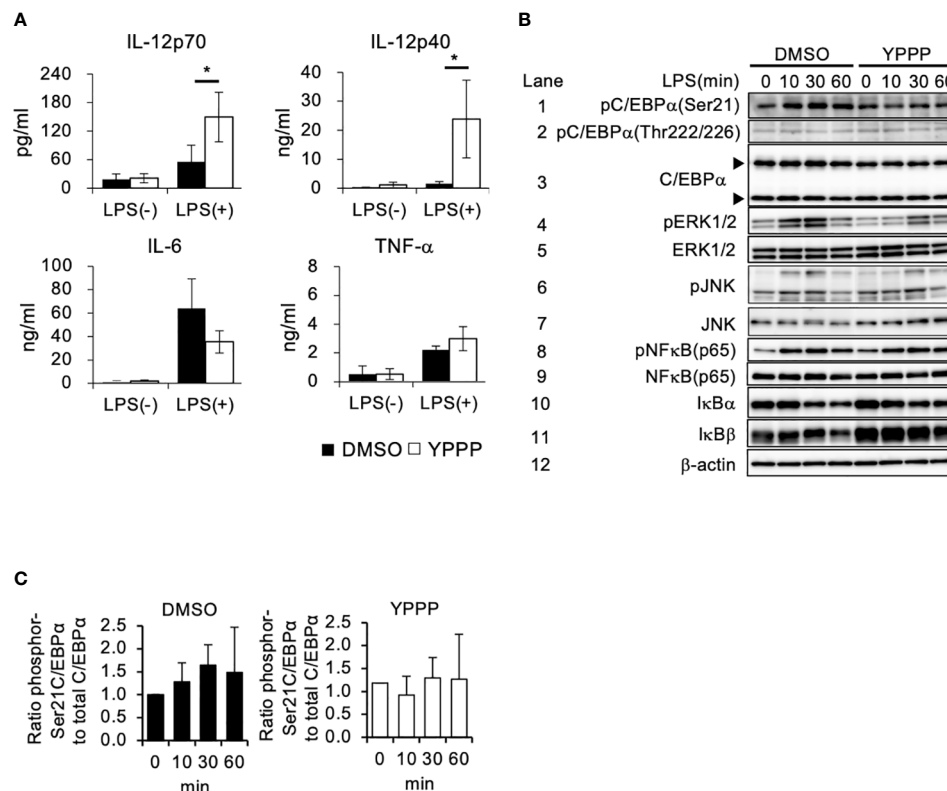 A
IL-12p70
pg/ml
240
180
120
60
0
*
LPS(-) LPS(+)
IL-12p40
ng/ml
40
30
20
10
0
*
LPS(-) LPS(+)
IL-6
ng/ml
100
80
60
40
20
0
LPS(-) LPS(+)
TNF-α
ng/ml
8
6
4
2
0
LPS(-) LPS(+)
DMSO YPPP
B
DMSO YPPP
Lane LPS(min) 0 10 30 60 0 10 30 60
1 pC/EBPα(Ser21)
2 pC/EBPα(Thr222/226)
3 C/EBPα
4 pERK1/2
5 ERK1/2
6 pJNK
7 JNK
8 pNFκB(p65)
9 NFκB(p65)
10 IκBα
11 IκBβ
12 β-actin
C
DMSO
Ratio phosphor-
Ser21C/EBPα
to total C/EBPα
2.5
2.0
1.5
1.0
0.5
0.0
0 10 30 60
min
YPPP
Ratio phosphor-
Ser21C/EBPα
to total C/EBPα
2.5
2.0
1.5
1.0
0.5
0.0
0 10 30 60
min